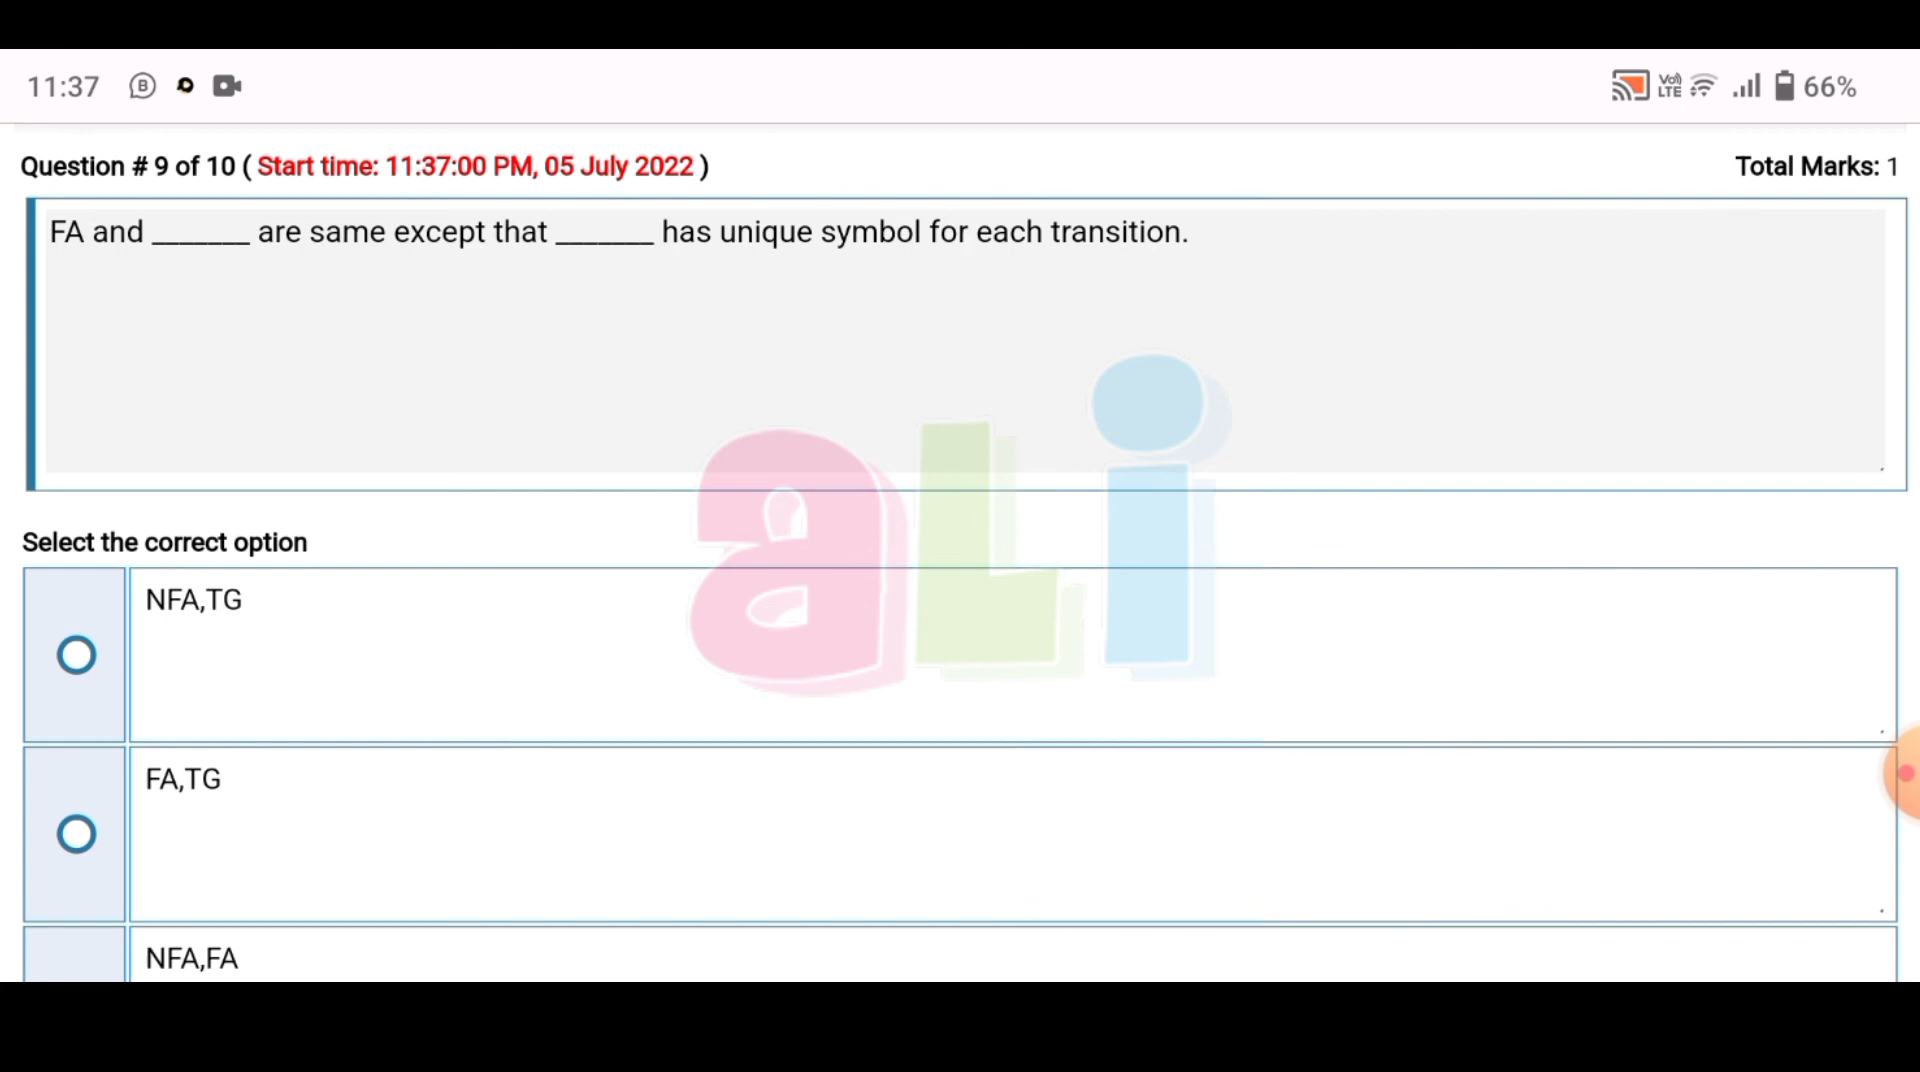 11:37 66%
Question # 9 of 10 ( Start time: 11:37:00 PM, 05 July 2022 ) Total Marks: 1
FA and _______ are same except that _______ has unique symbol for each transition.
aLi
Select the correct option
NFA,TG
FA,TG
NFA,FA